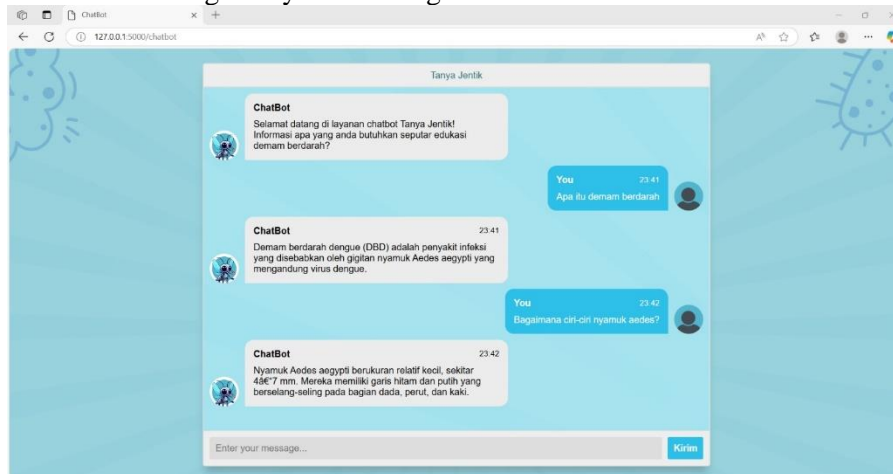 ChatBot
127.0.0.1:5000/chatbot
Tanya Jentik
ChatBot
Selamat datang di layanan chatbot Tanya Jentik!
Informasi apa yang anda butuhkan seputar edukasi
demam berdarah?
You 23:41
Apa itu demam berdarah
ChatBot 23:41
Demam berdarah dengue (DBD) adalah penyakit infeksi
yang disebabkan oleh gigitan nyamuk Aedes aegypti yang
mengandung virus dengue.
You 23:42
Bagaimana ciri-ciri nyamuk aedes?
ChatBot 23:42
Nyamuk Aedes aegypti berukuran relatif kecil, sekitar
4â€“7 mm. Mereka memiliki garis hitam dan putih yang
berselang-seling pada bagian dada, perut, dan kaki.
Enter your message...
Kirim